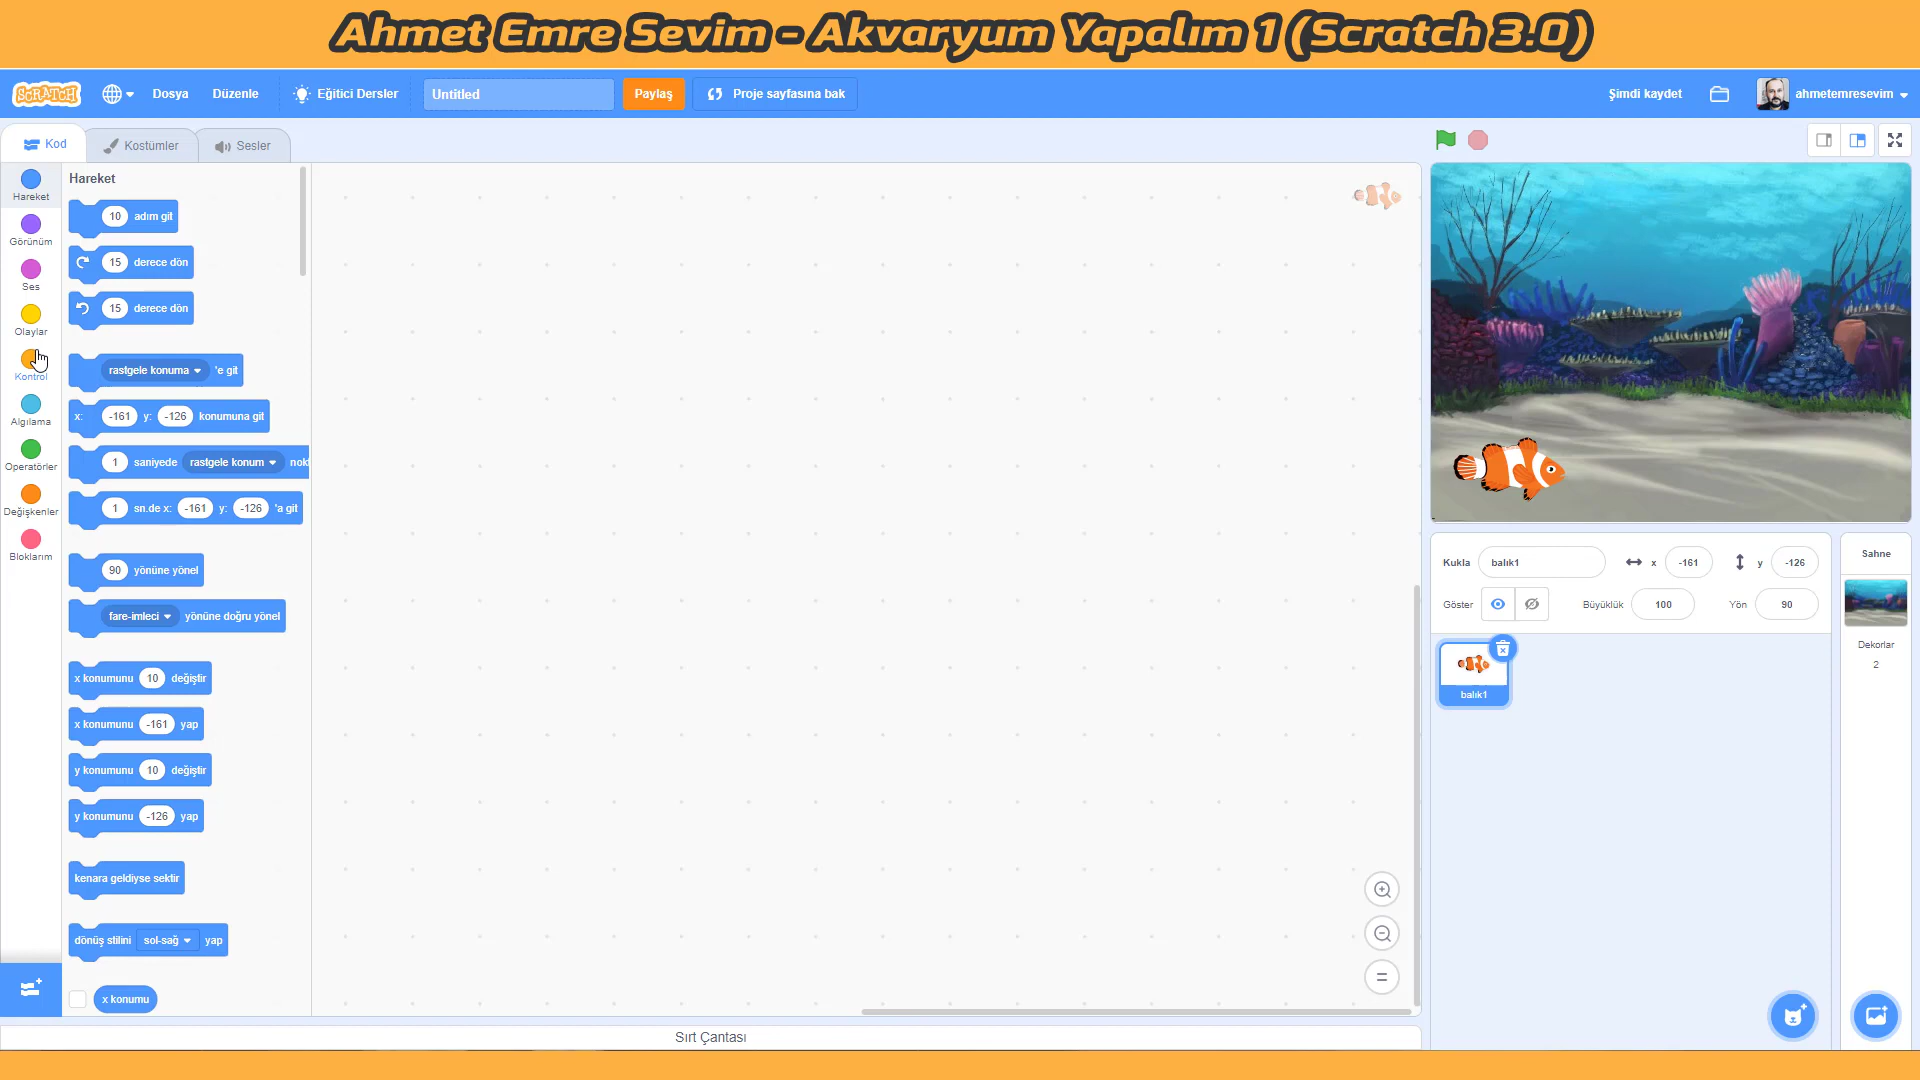 Ahmet Emre Sevim - Akvaryum Yapalım 1 (Scratch 3.0)
SCRATCH
Dosya
Düzenle
Eğitici Dersler
Untitled
Paylaş
Proje sayfasına bak
Şimdi kaydet
ahmetemresevim
Kod
Kostümler
Sesler
Hareket
Görünüm
Ses
Olaylar
Kontrol
Algılama
Operatörler
Değişkenler
Bloklarım
Hareket
10 adım git
15 derece dön
15 derece dön
rastgele konuma 'e git
x: -161 y: -126 konumuna git
1 saniyede rastgele konum nokt
1 sn.de x: -161 y: -126 'a git
90 yönüne yönel
fare-imleci yönüne doğru yönel
x konumunu 10 değiştir
x konumunu -161 yap
y konumunu 10 değiştir
y konumunu -126 yap
kenara geldiyse sektir
dönüş stilini sol-sağ yap
x konumu
Sırt Çantası
Kukla balık1 x -161 y -126
Göster Büyüklük 100 Yön 90
balık1
Sahne
Dekorlar
2